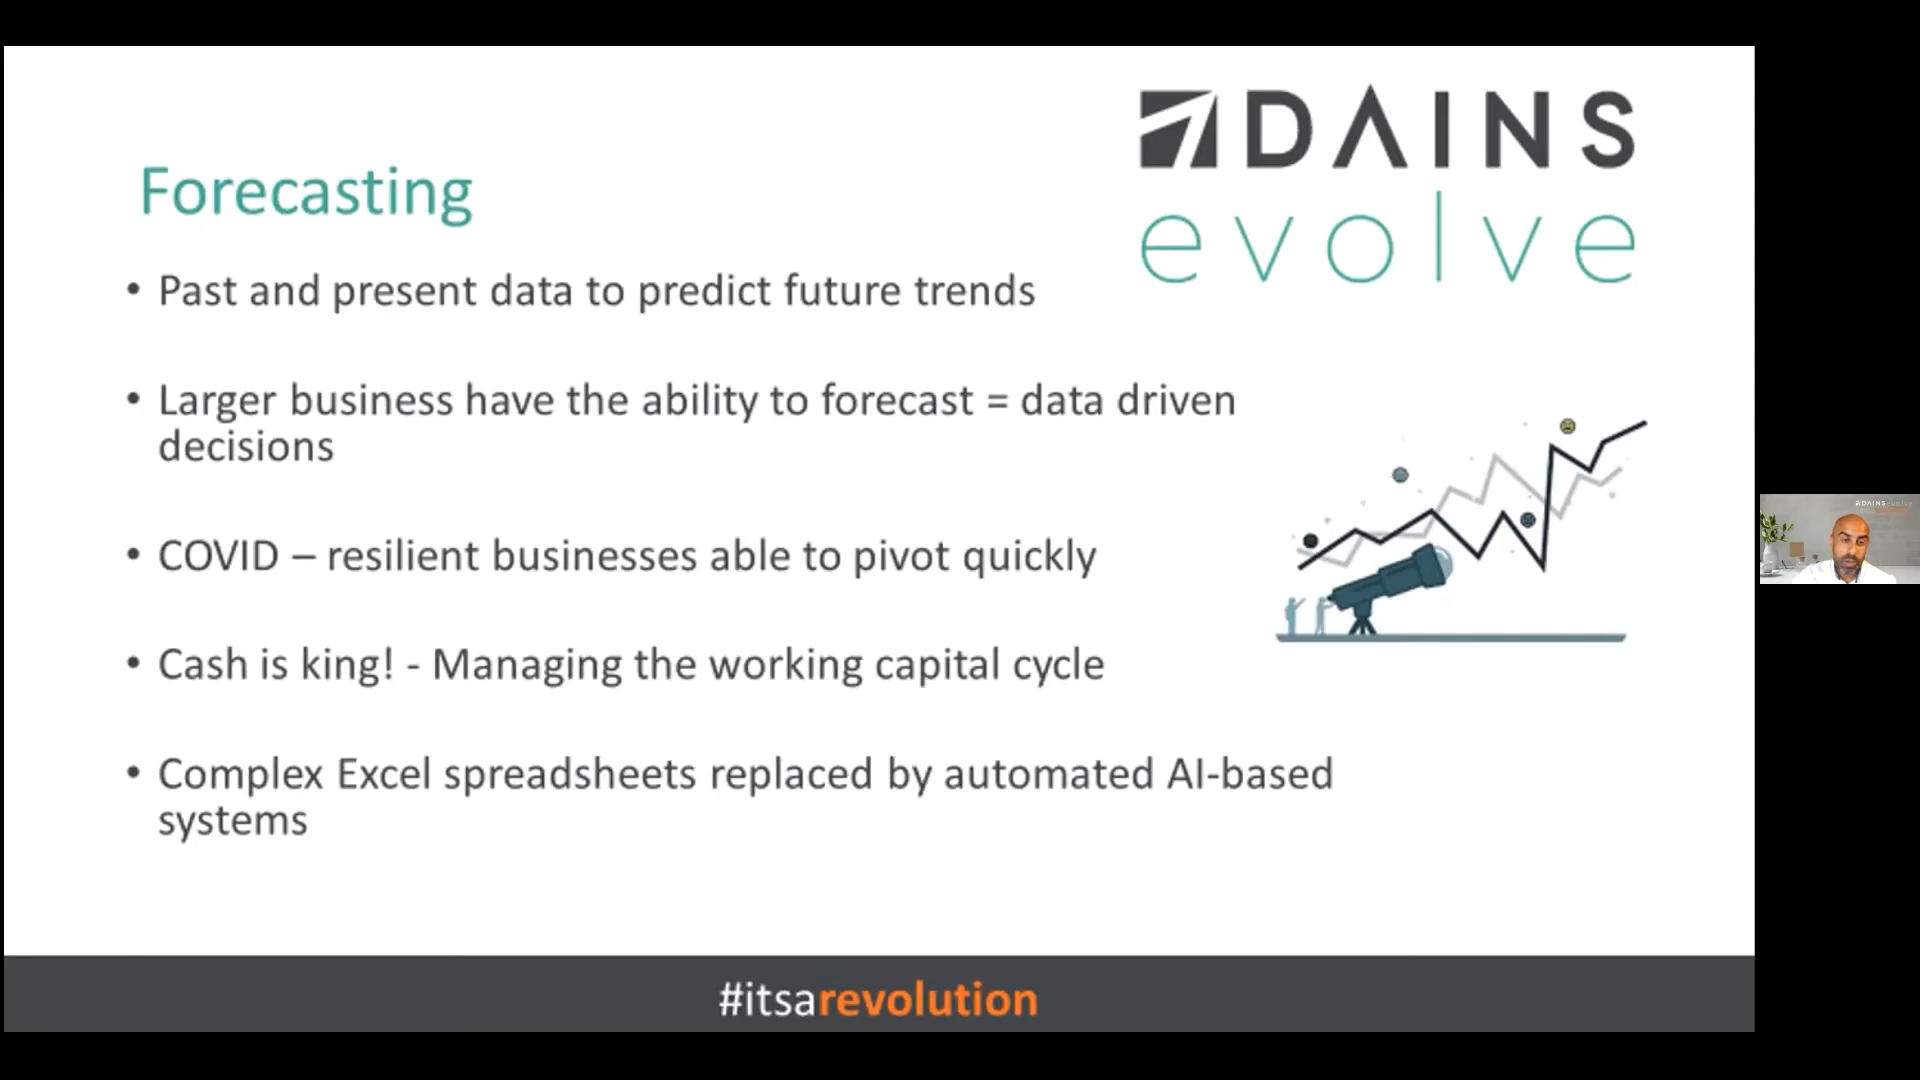 DAINS
evolve
Forecasting
• Past and present data to predict future trends
• Larger business have the ability to forecast = data driven
decisions
• COVID – resilient businesses able to pivot quickly
• Cash is king! - Managing the working capital cycle
• Complex Excel spreadsheets replaced by automated AI-based
systems
#itsarevolution
DAINS evolve